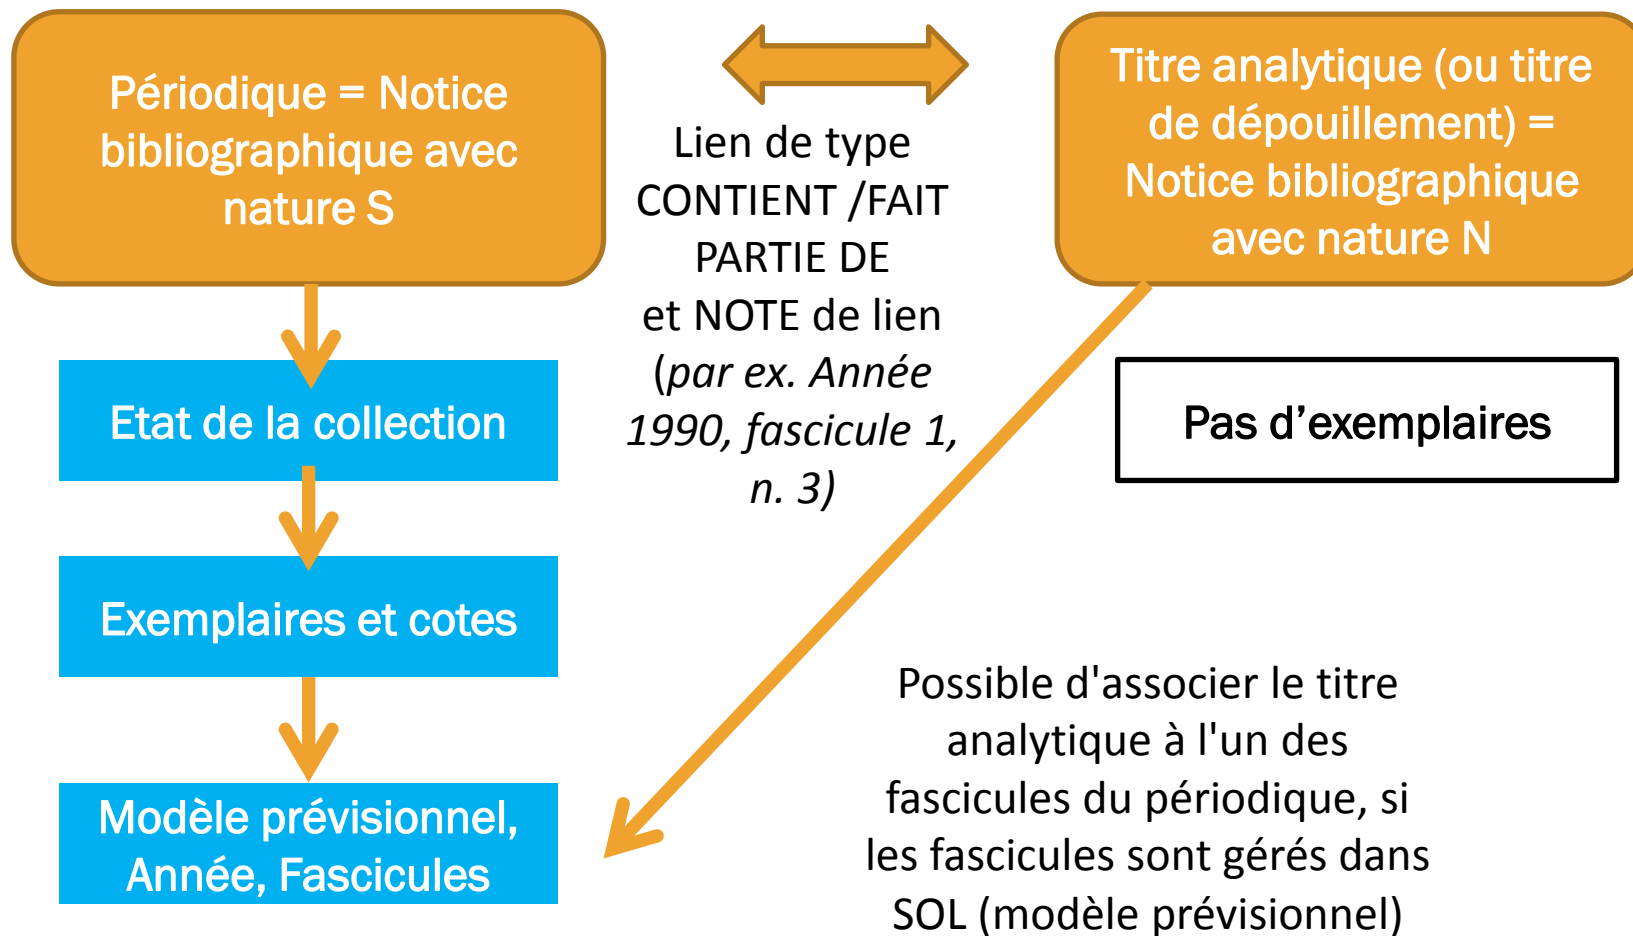 Périodique = Notice
bibliographique avec
nature S
Lien de type
CONTIENT /FAIT
PARTIE DE
et NOTE de lien
(par ex. Année
1990, fascicule 1,
n. 3)
Titre analytique (ou titre
de dépouillement) =
Notice bibliographique
avec nature N
Etat de la collection
Pas d’exemplaires
Exemplaires et cotes
Modèle prévisionnel,
Année, Fascicules
Possible d'associer le titre
analytique à l'un des
fascicules du périodique, si
les fascicules sont gérés dans
SOL (modèle prévisionnel)